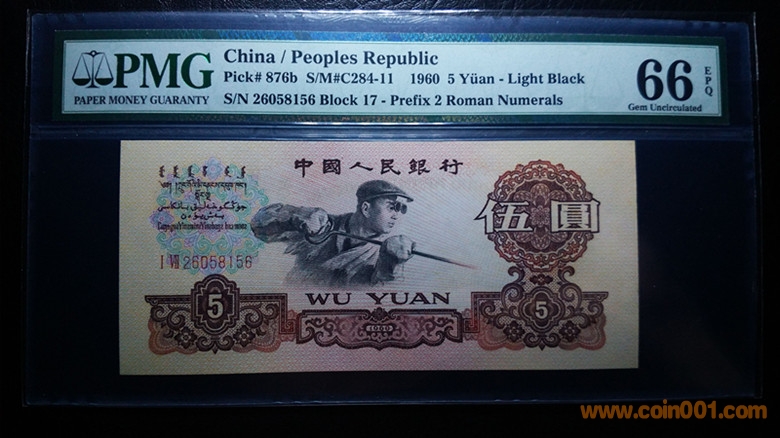 PMG
PAPER MONEY GUARANTY
China / Peoples Republic
Pick# 876b S/M#C284-11 1960 5 Yüan - Light Black
S/N 26058156 Block 17 - Prefix 2 Roman Numerals
66 EPQ
Gem Uncirculated
中國人民銀行
伍圓
I VII 26058156
WU YUAN
5
5
1960
www.coin001.com